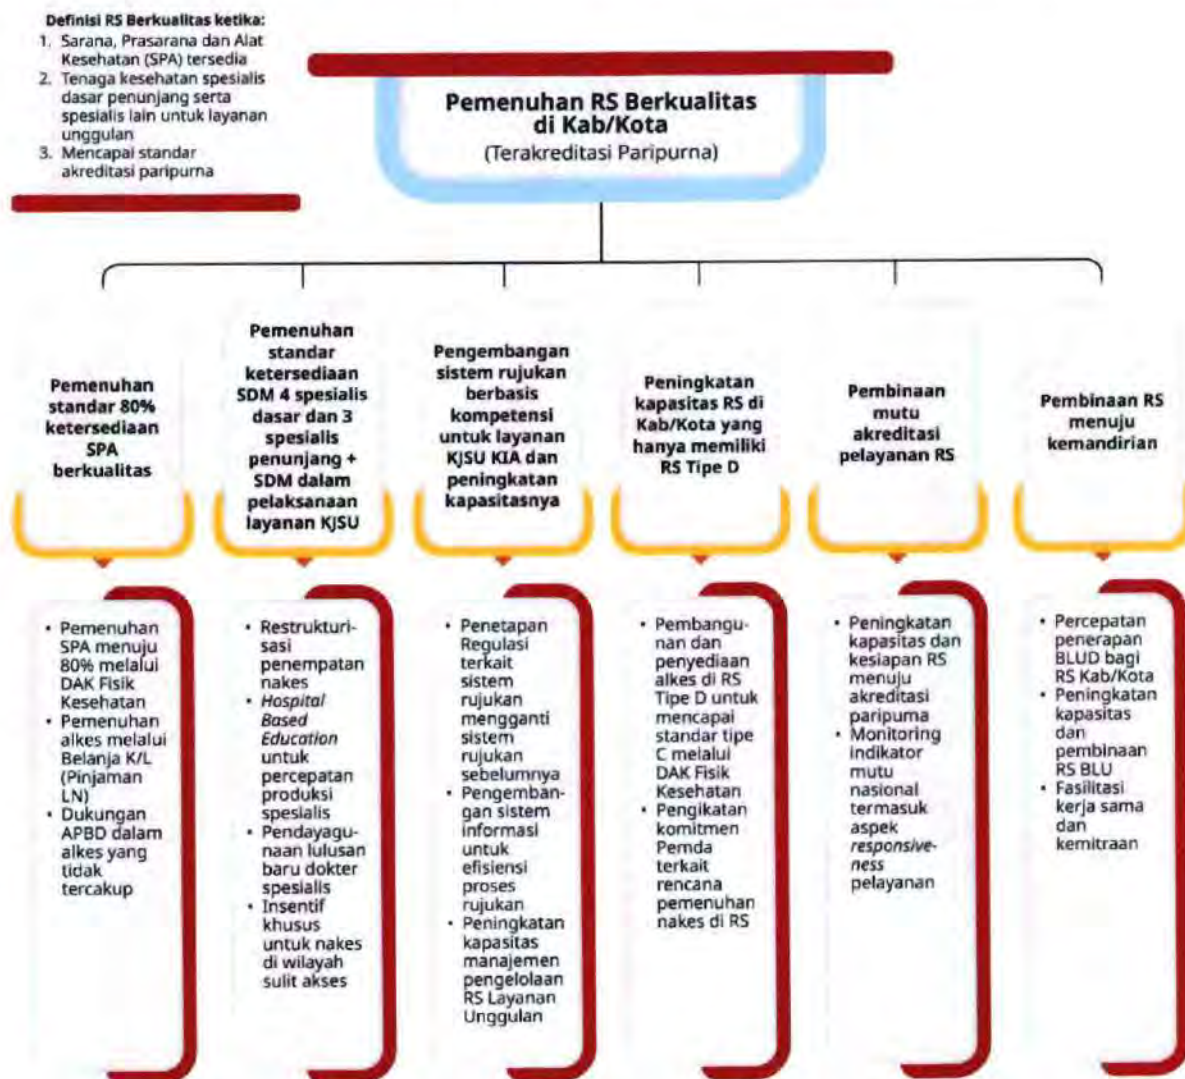 Definisi RS Berkualitas ketika:
1. Sarana, Prasarana dan Alat
Kesehatan (SPA) tersedia
2. Tenaga kesehatan spesialis
dasar penunjang serta
spesialis lain untuk layanan
unggulan
3. Mencapai standar
akreditasi paripurna
Pemenuhan RS Berkualitas
di Kab/Kota
(Terakreditasi Paripurna)
Pemenuhan
standar 80%
ketersediaan
SPA
berkualitas
Pemenuhan
standar
ketersediaan
SDM 4 spesialis
dasar dan 3
spesialis
penunjang +
SDM dalam
pelaksanaan
layanan KJSU
Pengembangan
sistem rujukan
berbasis
kompetensi
untuk layanan
KJSU KIA dan
peningkatan
kapasitasnya
Peningkatan
kapasitas RS di
Kab/Kota yang
hanya memiliki
RS Tipe D
Pembinaan
mutu
akreditasi
pelayanan RS
Pembinaan RS
menuju
kemandirian
• Pemenuhan
SPA menuju
80% melalui
DAK Fisik
Kesehatan
• Pemenuhan
alkes melalui
Belanja K/L
(Pinjaman
LN)
• Dukungan
APBD dalam
alkes yang
tidak
tercakup
• Restrukturi-
sasi
penempatan
nakes
• Hospital
Based
Education
untuk
percepatan
produksi
spesialis
• Pendayagu-
naan lulusan
baru dokter
spesialis
• Insentif
khusus
untuk nakes
di wilayah
sulit akses
• Penetapan
Regulasi
terkait
sistem
rujukan
mengganti
sistem
rujukan
sebelumnya
• Pengemban-
gan sistem
informasi
untuk
efisiensi
proses
rujukan
• Peningkatan
kapasitas
manajemen
pengelolaan
RS Layanan
Unggulan
• Pembangu-
nan dan
penyediaan
alkes di RS
Tipe D untuk
mencapai
standar tipe
C melalui
DAK Fisik
Kesehatan
• Pengikatan
komitmen
Pemda
terkait
rencana
pemenuhan
nakes di RS
• Peningkatan
kapasitas dan
kesiapan RS
menuju
akreditasi
paripurna
• Monitoring
indikator
mutu
nasional
termasuk
aspek
responsive-
ness
pelayanan
• Percepatan
penerapan
BLUD bagi
RS Kab/Kota
• Peningkatan
kapasitas
dan
pembinaan
RS BLU
• Fasilitasi
kerja sama
dan
kemitraan